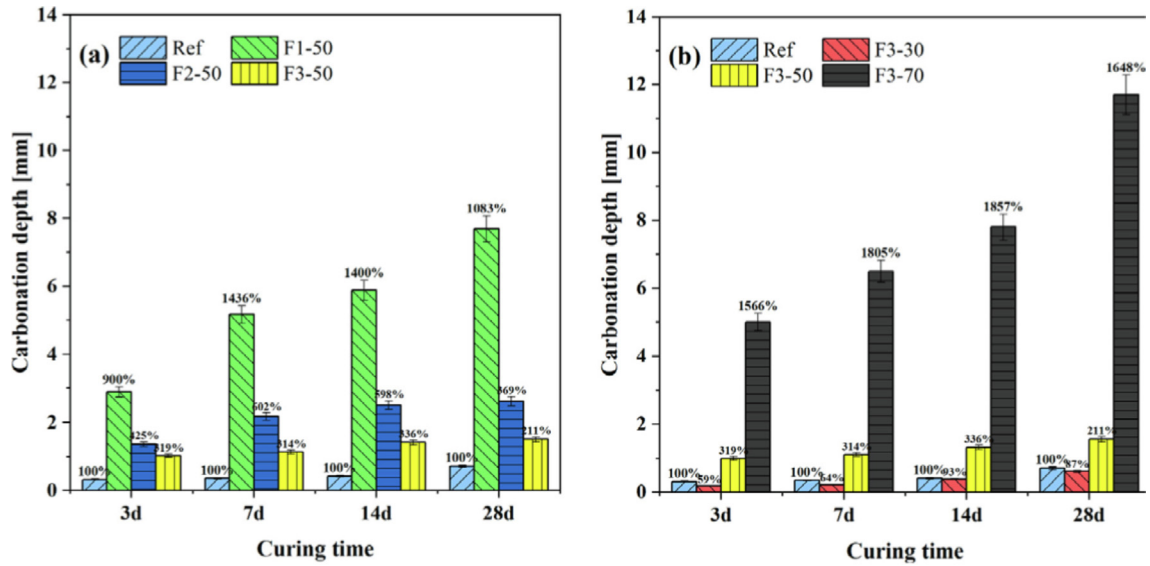 (a)
Ref
F1-50
F2-50
F3-50
Carbonation depth [mm]
14
12
10
8
6
4
2
0
100%
900%
425%
319%
100%
1436%
602%
314%
100%
1400%
598%
336%
100%
1083%
369%
211%
3d
7d
14d
28d
Curing time
(b)
Ref
F3-30
F3-50
F3-70
Carbonation depth [mm]
14
12
10
8
6
4
2
0
100%
59%
319%
1566%
100%
64%
314%
1805%
100%
93%
336%
1857%
100%
87%
211%
1648%
3d
7d
14d
28d
Curing time